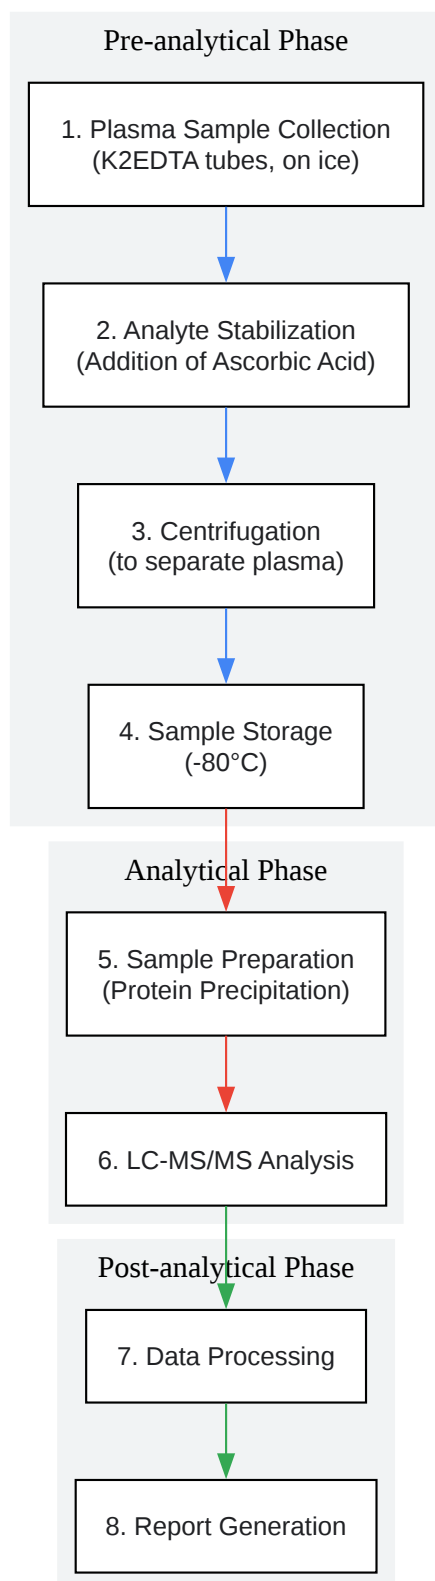 Pre-analytical Phase
1. Plasma Sample Collection
(K2EDTA tubes, on ice)
2. Analyte Stabilization
(Addition of Ascorbic Acid)
3. Centrifugation
(to separate plasma)
4. Sample Storage
(-80°C)
Analytical Phase
5. Sample Preparation
(Protein Precipitation)
6. LC-MS/MS Analysis
Post-analytical Phase
7. Data Processing
8. Report Generation